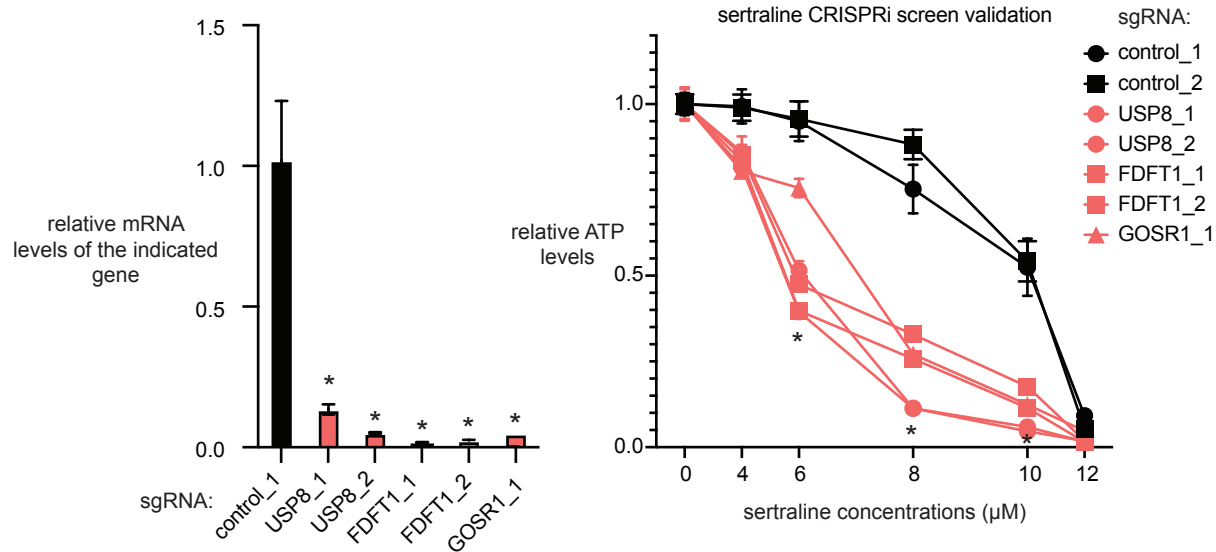 1.5
1.0
0.5
0.0
relative mRNA
levels of the indicated
gene
*
*
*
*
*
sgRNA:
control_1
USP8_1
USP8_2
FDFT1_1
FDFT1_2
GOSR1_1
sertraline CRISPRi screen validation
1.0
0.5
0.0
relative ATP
levels
*
*
*
0
4
6
8
10
12
sertraline concentrations (µM)
sgRNA:
control_1
control_2
USP8_1
USP8_2
FDFT1_1
FDFT1_2
GOSR1_1